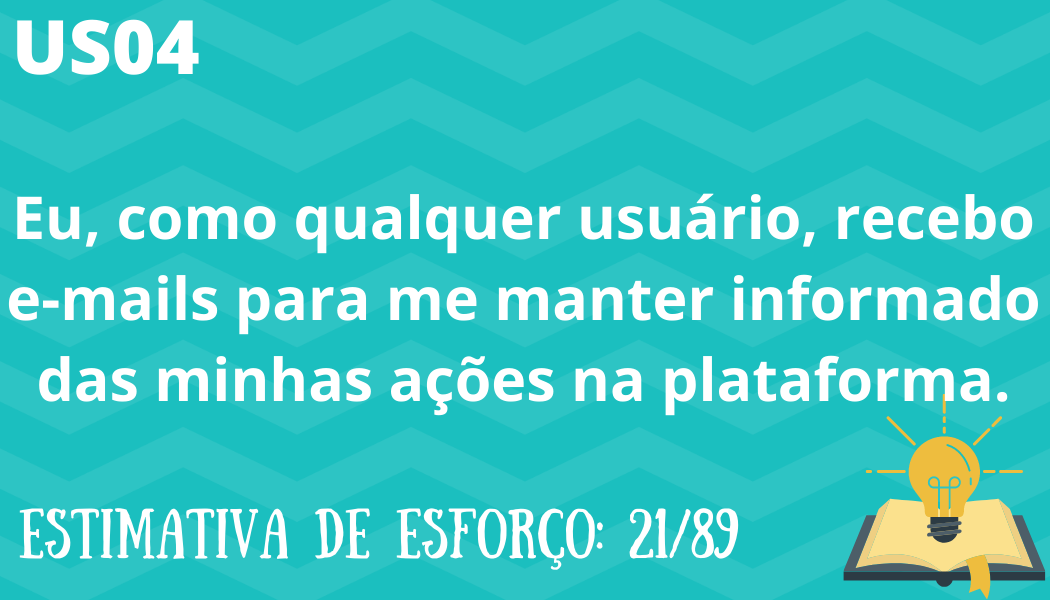 US04
Eu, como qualquer usuário, recebo
e-mails para me manter informado
das minhas ações na plataforma.
ESTIMATIVA DE ESFORÇO: 21/89